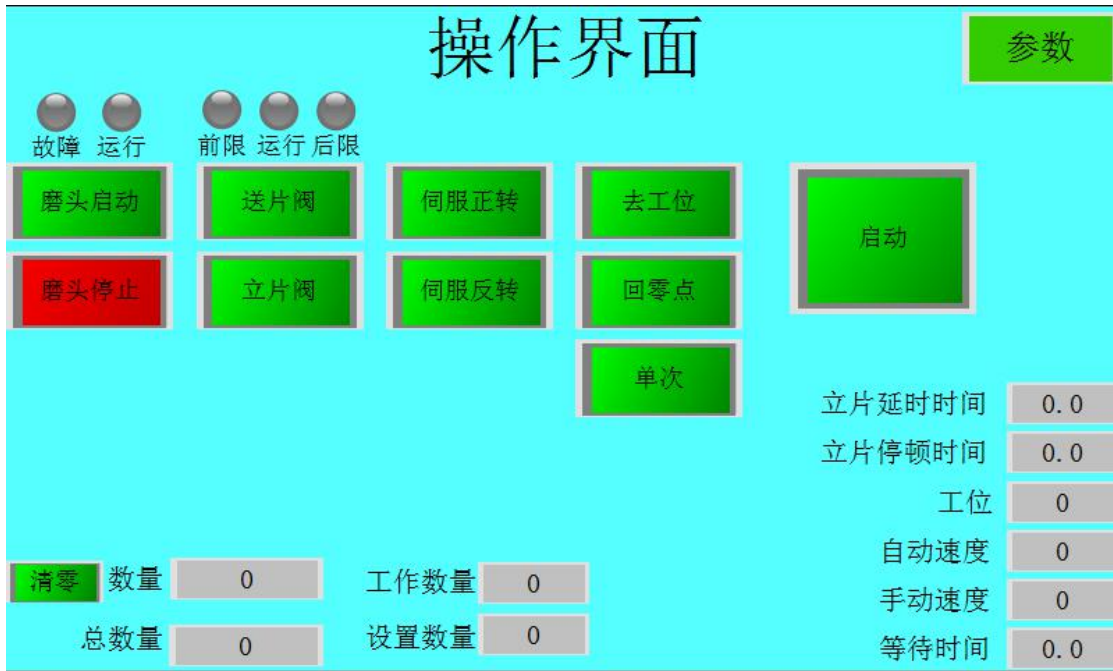 操作界面
参数
故障 运行 前限 运行 后限
磨头启动 送片阀 伺服正转 去工位 启动
磨头停止 立片阀 伺服反转 回零点
单次
立片延时时间 0.0
立片停顿时间 0.0
工位 0
自动速度 0
清零 数量 0 工作数量 0
手动速度 0
总数量 0 设置数量 0
等待时间 0.0